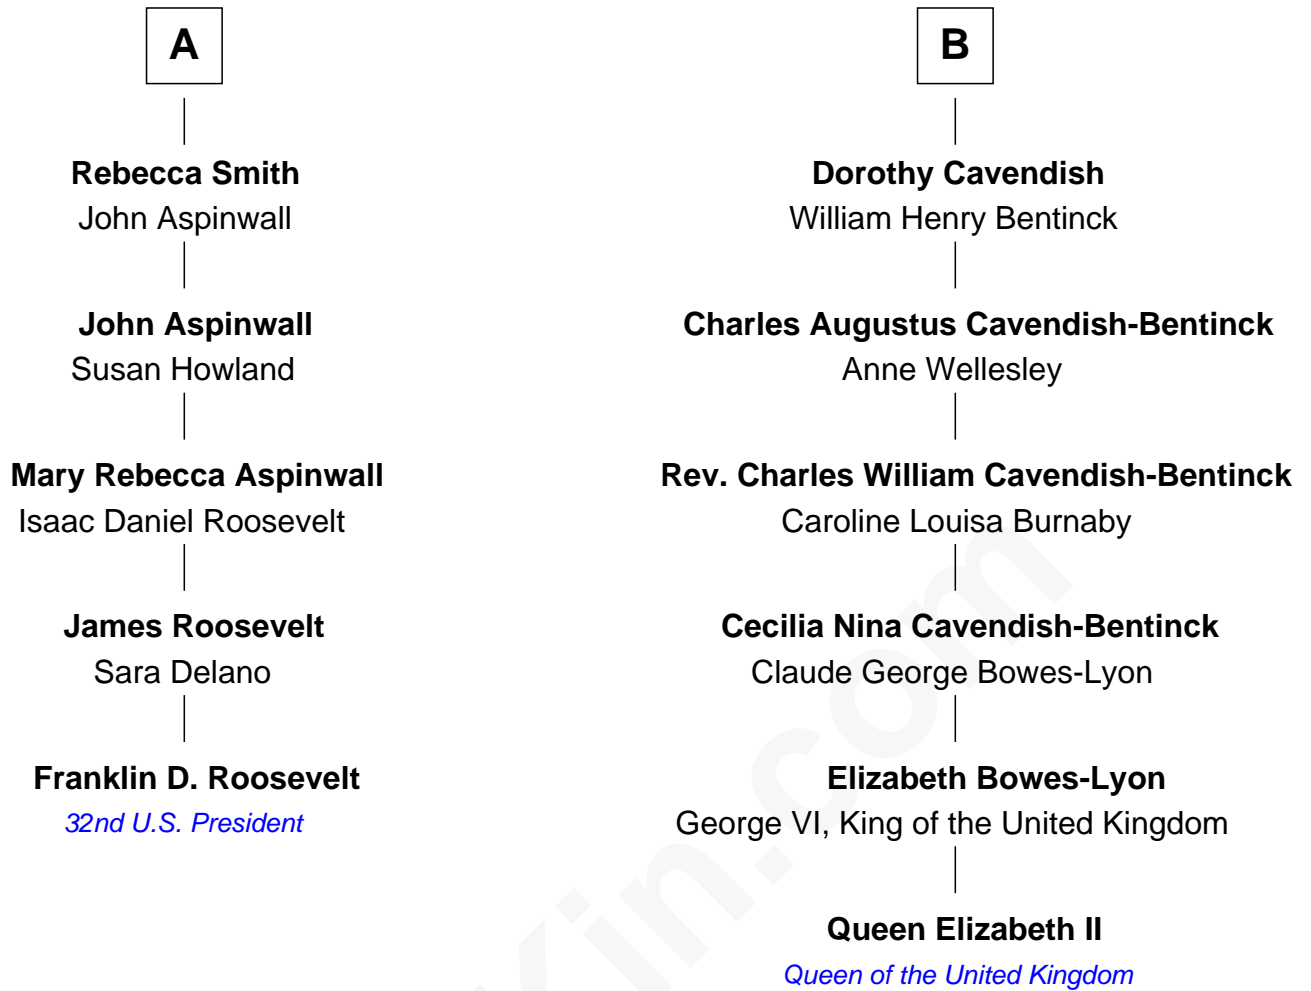 A
Rebecca Smith
John Aspinwall
John Aspinwall
Susan Howland
Mary Rebecca Aspinwall
Isaac Daniel Roosevelt
James Roosevelt
Sara Delano
Franklin D. Roosevelt
32nd U.S. President
B
Dorothy Cavendish
William Henry Bentinck
Charles Augustus Cavendish-Bentinck
Anne Wellesley
Rev. Charles William Cavendish-Bentinck
Caroline Louisa Burnaby
Cecilia Nina Cavendish-Bentinck
Claude George Bowes-Lyon
Elizabeth Bowes-Lyon
George VI, King of the United Kingdom
Queen Elizabeth II
Queen of the United Kingdom
Kin.com